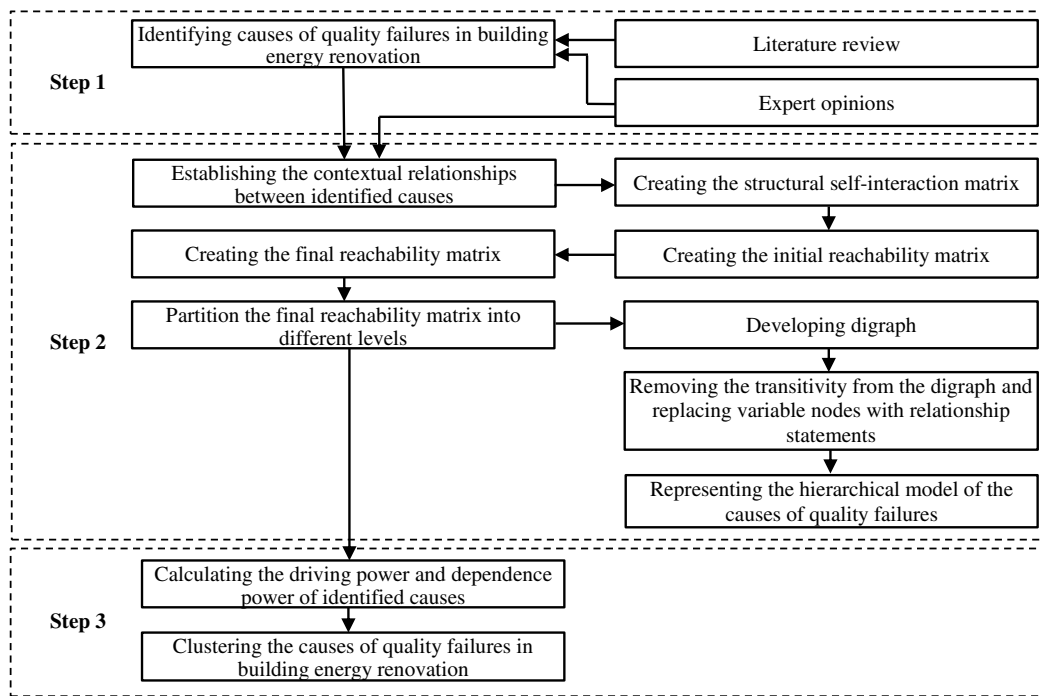 Step 1
Identifying causes of quality failures in building
energy renovation
Literature review
Expert opinions
Step 2
Establishing the contextual relationships
between identified causes
Creating the structural self-interaction matrix
Creating the final reachability matrix
Creating the initial reachability matrix
Partition the final reachability matrix into
different levels
Developing digraph
Removing the transitivity from the digraph and
replacing variable nodes with relationship
statements
Representing the hierarchical model of the
causes of quality failures
Step 3
Calculating the driving power and dependence
power of identified causes
Clustering the causes of quality failures in
building energy renovation